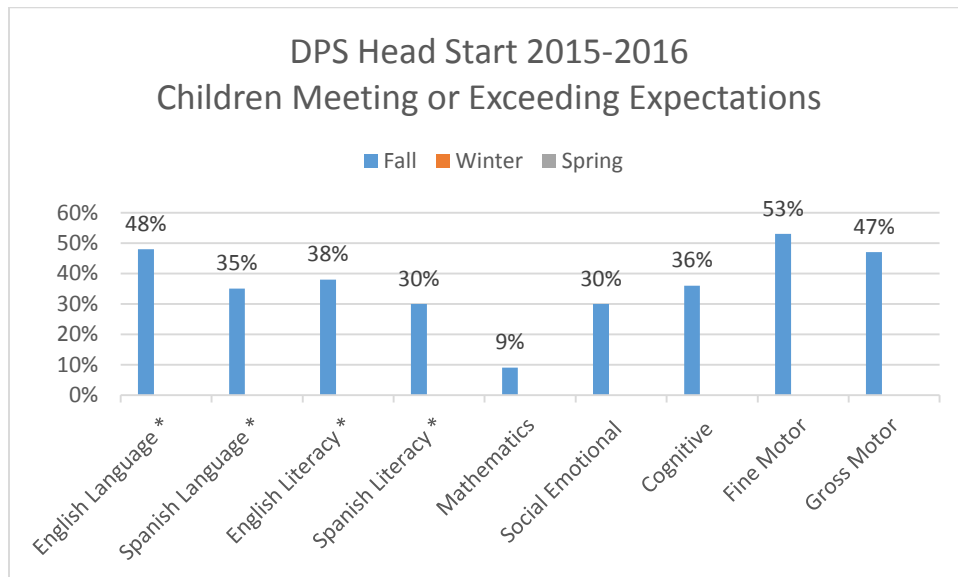 DPS Head Start 2015-2016
Children Meeting or Exceeding Expectations
Fall Winter Spring
60%
50%
40%
30%
20%
10%
0%
48%
35%
38%
30%
9%
30%
36%
53%
47%
English Language *
Spanish Language *
English Literacy *
Spanish Literacy *
Mathematics
Social Emotional
Cognitive
Fine Motor
Gross Motor